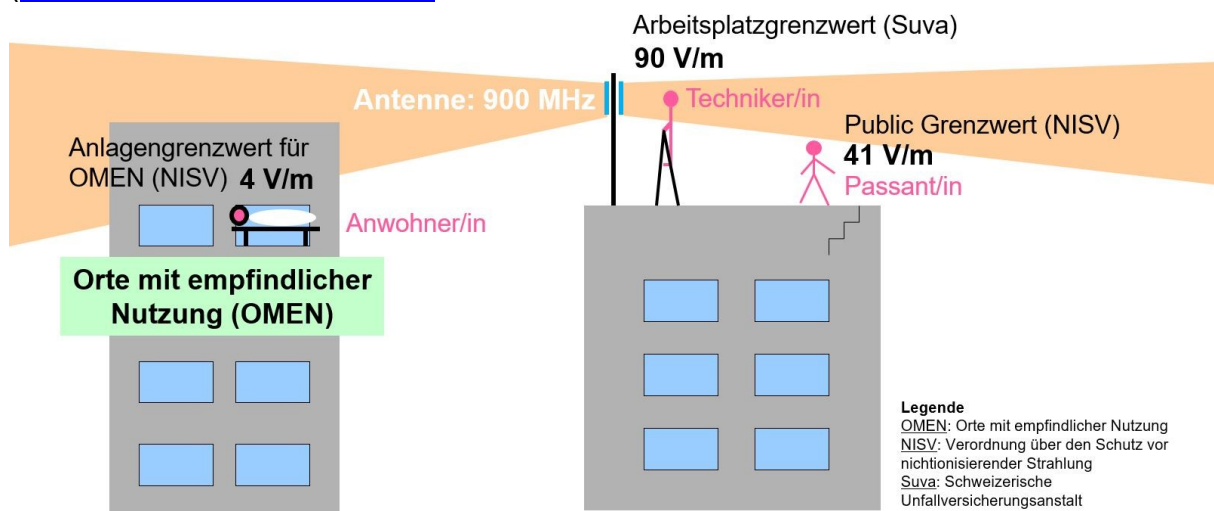 Arbeitsplatzgrenzwert (Suva)
90 V/m
Antenne: 900 MHz
Techniker/in
Public Grenzwert (NISV)
41 V/m
Passant/in
Anlagengrenzwert für
OMEN (NISV) 4 V/m
Anwohner/in
Orte mit empfindlicher
Nutzung (OMEN)
Legende
OMEN: Orte mit empfindlicher Nutzung
NISV: Verordnung über den Schutz vor
nichtionisierender Strahlung
Suva: Schweizerische
Unfallversicherungsanstalt